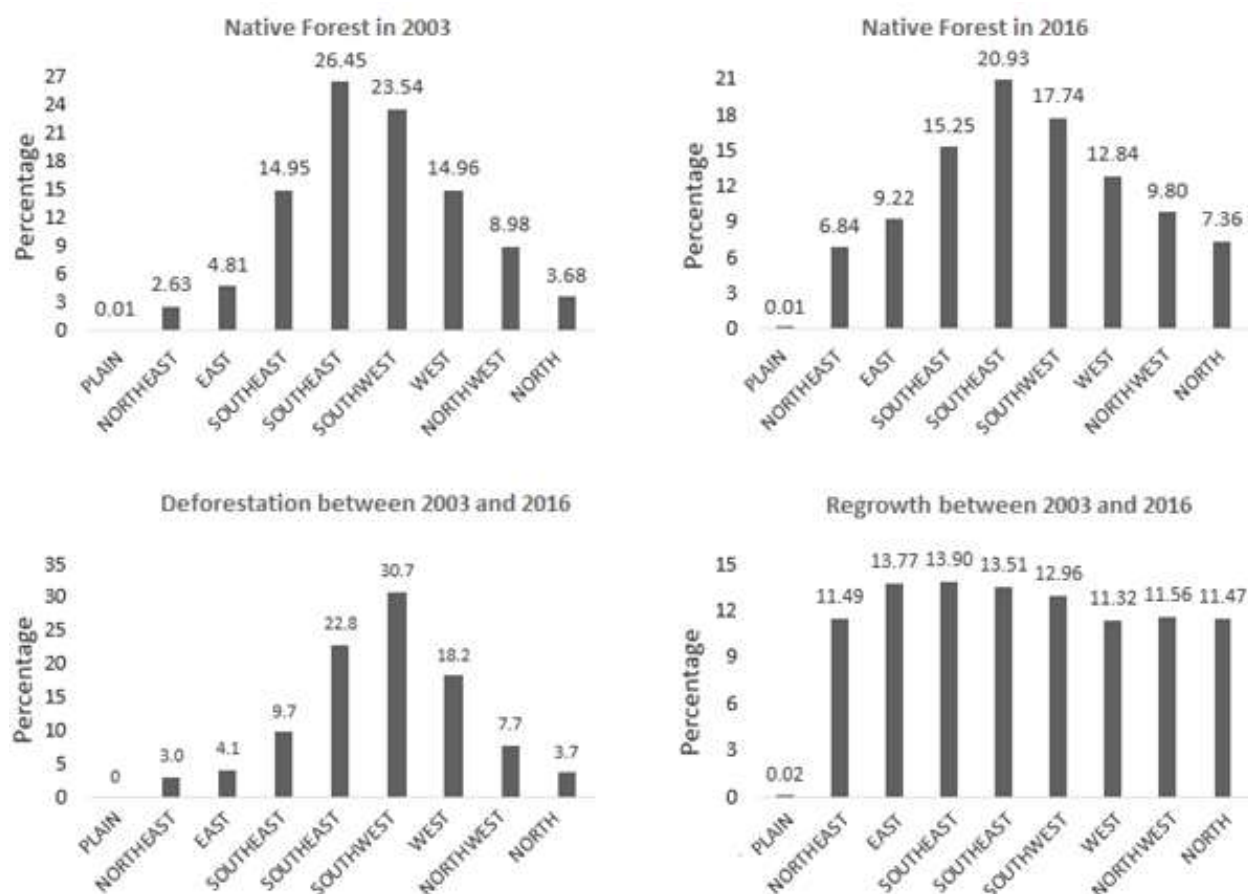 Native Forest in 2003
Percentage
27
24
21
18
15
12
9
6
3
0
0.01
2.63
4.81
14.95
26.45
23.54
14.96
8.98
3.68
PLAIN
NORTHEAST
EAST
SOUTHEAST
SOUTHEAST
SOUTHWEST
WEST
NORTHWEST
NORTH
Native Forest in 2016
Percentage
21
18
15
12
9
6
3
0
0.01
6.84
9.22
15.25
20.93
17.74
12.84
9.80
7.36
PLAIN
NORTHEAST
EAST
SOUTHEAST
SOUTHEAST
SOUTHWEST
WEST
NORTHWEST
NORTH
Deforestation between 2003 and 2016
Percentage
35
30
25
20
15
10
5
0
0
3.0
4.1
9.7
22.8
30.7
18.2
7.7
3.7
PLAIN
NORTHEAST
EAST
SOUTHEAST
SOUTHEAST
SOUTHWEST
WEST
NORTHWEST
NORTH
Regrowth between 2003 and 2016
Percentage
15
12
9
6
3
0
0.02
11.49
13.77
13.90
13.51
12.96
11.32
11.56
11.47
PLAIN
NORTHEAST
EAST
SOUTHEAST
SOUTHEAST
SOUTHWEST
WEST
NORTHWEST
NORTH